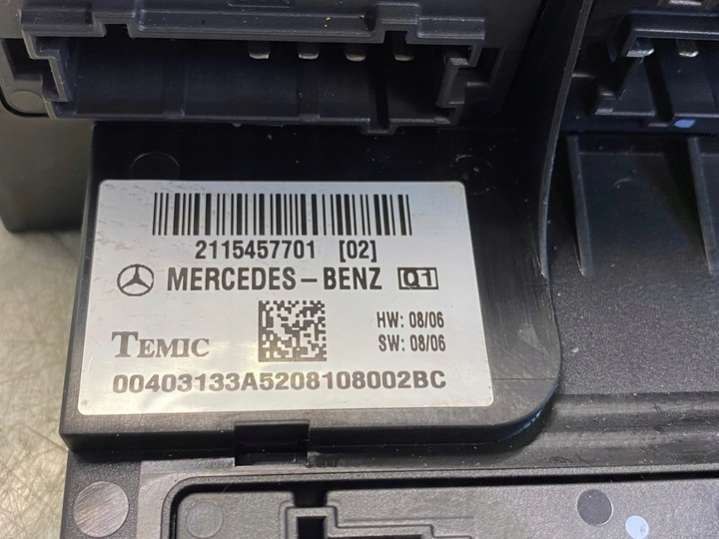 2115457701 [02]
MERCEDES-BENZ Q1
HW: 08/06
TEMIC SW: 08/06
00403133A5208108002BC